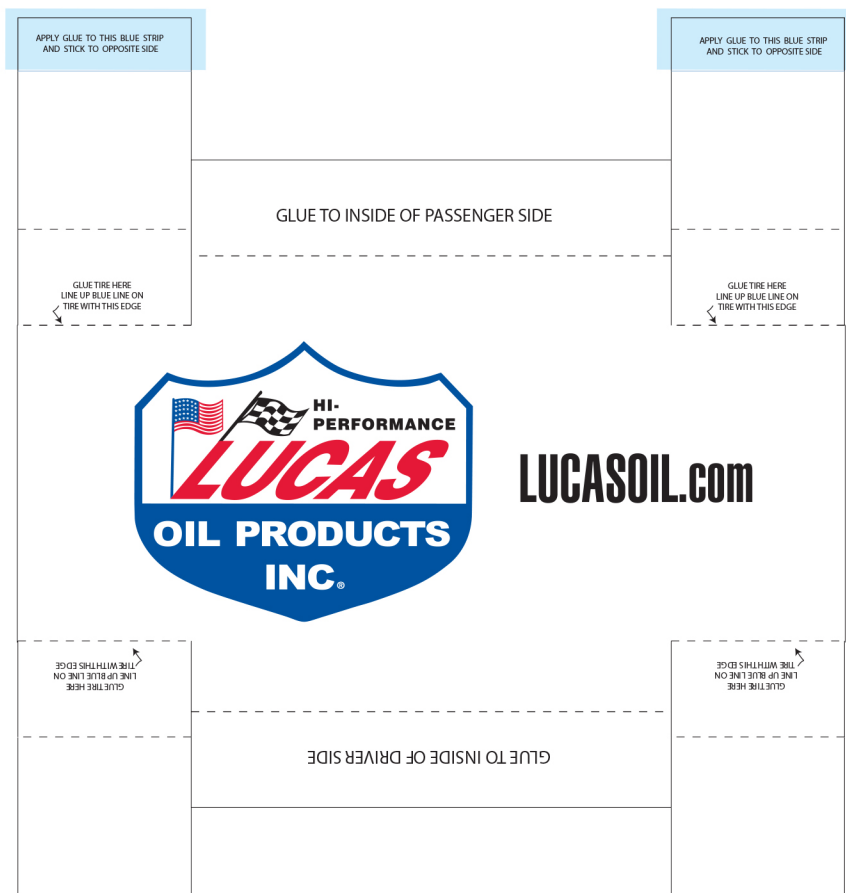 APPLY GLUE TO THIS BLUE STRIP
AND STICK TO OPPOSITE SIDE
APPLY GLUE TO THIS BLUE STRIP
AND STICK TO OPPOSITE SIDE
GLUE TO INSIDE OF PASSENGER SIDE
GLUE TIRE HERE
LINE UP BLUE LINE ON
TIRE WITH THIS EDGE
GLUE TIRE HERE
LINE UP BLUE LINE ON
TIRE WITH THIS EDGE
HI-
PERFORMANCE
LUCAS
OIL PRODUCTS
INC.®
LUCASOIL.com
GLUE TIRE HERE
LINE UP BLUE LINE ON
TIRE WITH THIS EDGE
GLUE TIRE HERE
LINE UP BLUE LINE ON
TIRE WITH THIS EDGE
GLUE TO INSIDE OF DRIVER SIDE